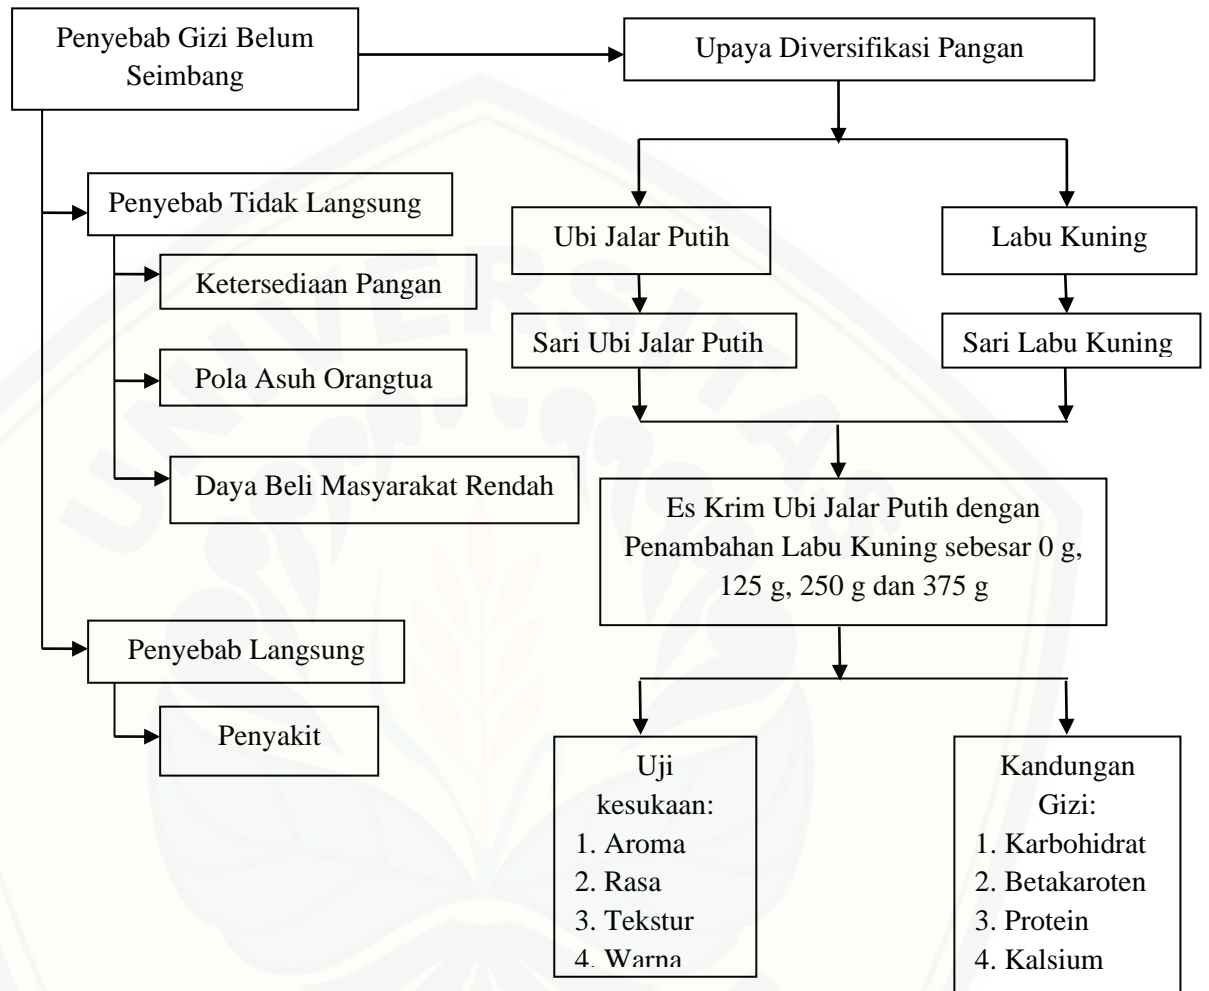 Penyebab Gizi Belum
Seimbang
Upaya Diversifikasi Pangan
Penyebab Tidak Langsung
Ketersediaan Pangan
Pola Asuh Orangtua
Daya Beli Masyarakat Rendah
Penyebab Langsung
Penyakit
Ubi Jalar Putih
Labu Kuning
Sari Ubi Jalar Putih
Sari Labu Kuning
Es Krim Ubi Jalar Putih dengan
Penambahan Labu Kuning sebesar 0 g,
125 g, 250 g dan 375 g
Uji
kesukaan:
1. Aroma
2. Rasa
3. Tekstur
4. Warna
Kandungan
Gizi:
1. Karbohidrat
2. Betakaroten
3. Protein
4. Kalsium
UNIVERSITAS